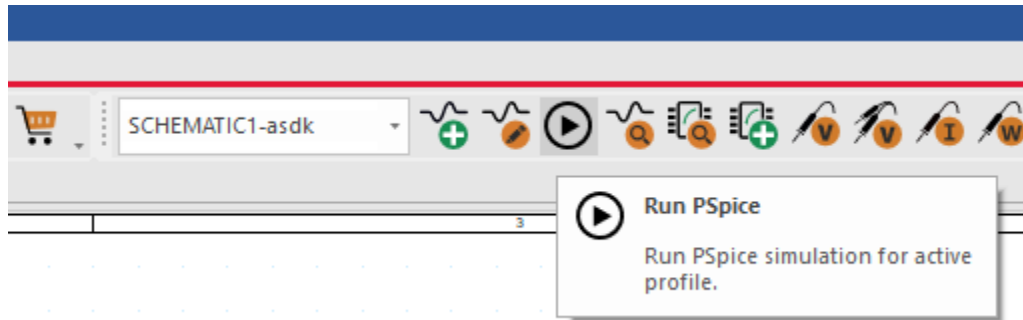 SCHEMATIC1-asdk
V
V
I
W
3
Run PSpice
Run PSpice simulation for active
profile.